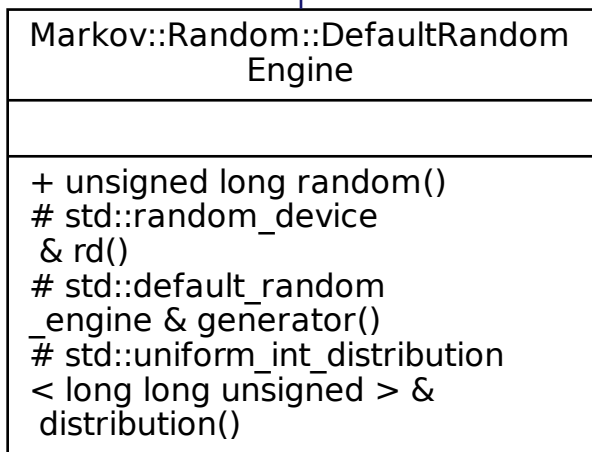 Markov::Random::DefaultRandom
Engine
+ unsigned long random()
# std::random_device
& rd()
# std::default_random
_engine & generator()
# std::uniform_int_distribution
< long long unsigned > &
distribution()